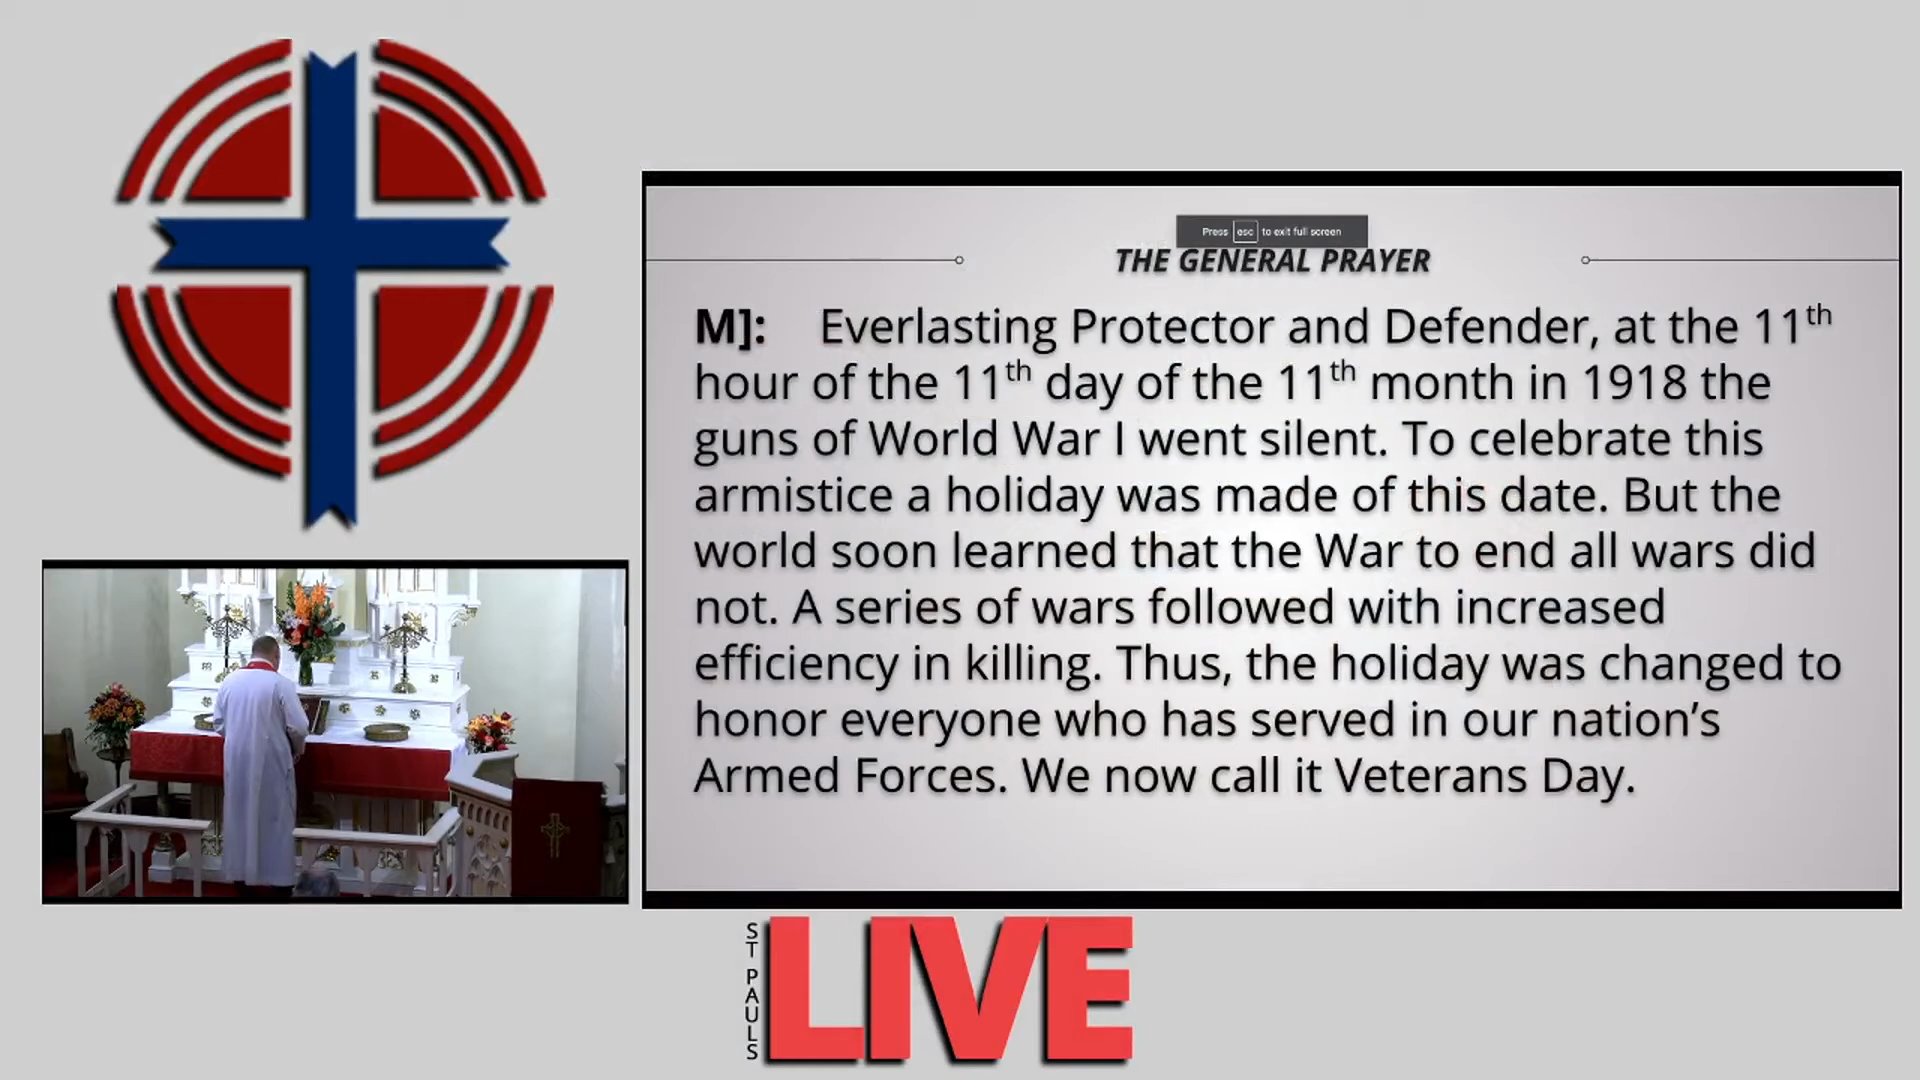 Press esc to exit full screen
THE GENERAL PRAYER
M]: Everlasting Protector and Defender, at the 11th
hour of the 11th day of the 11th month in 1918 the
guns of World War I went silent. To celebrate this
armistice a holiday was made of this date. But the
world soon learned that the War to end all wars did
not. A series of wars followed with increased
efficiency in killing. Thus, the holiday was changed to
honor everyone who has served in our nation’s
Armed Forces. We now call it Veterans Day.
ST PAULS
LIVE